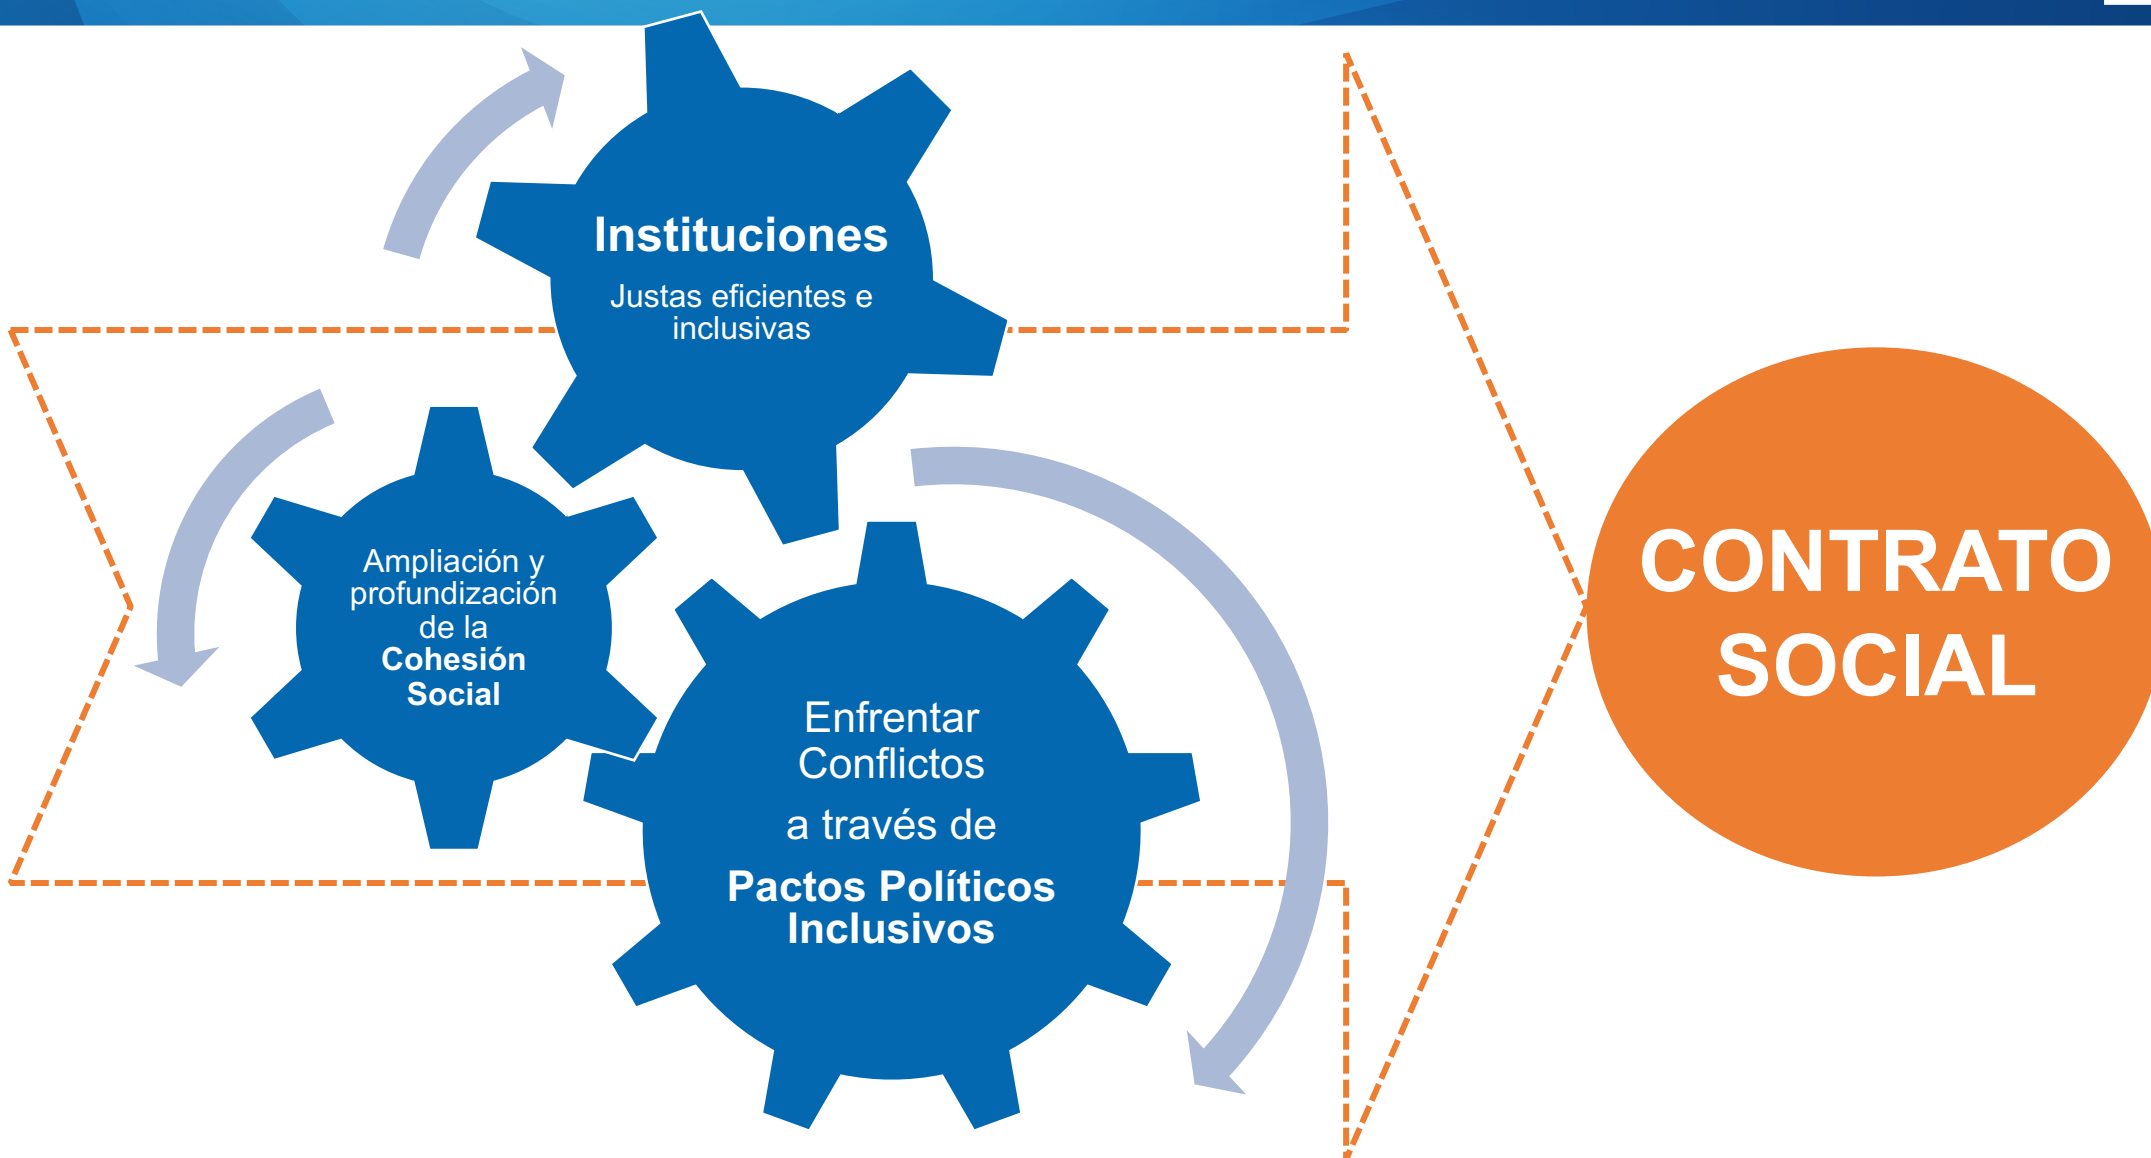 Instituciones
Justas eficientes e
inclusivas
Ampliación y
profundización
de la
Cohesión
Social
Enfrentar
Conflictos
a través de
Pactos Políticos
Inclusivos
CONTRATO
SOCIAL